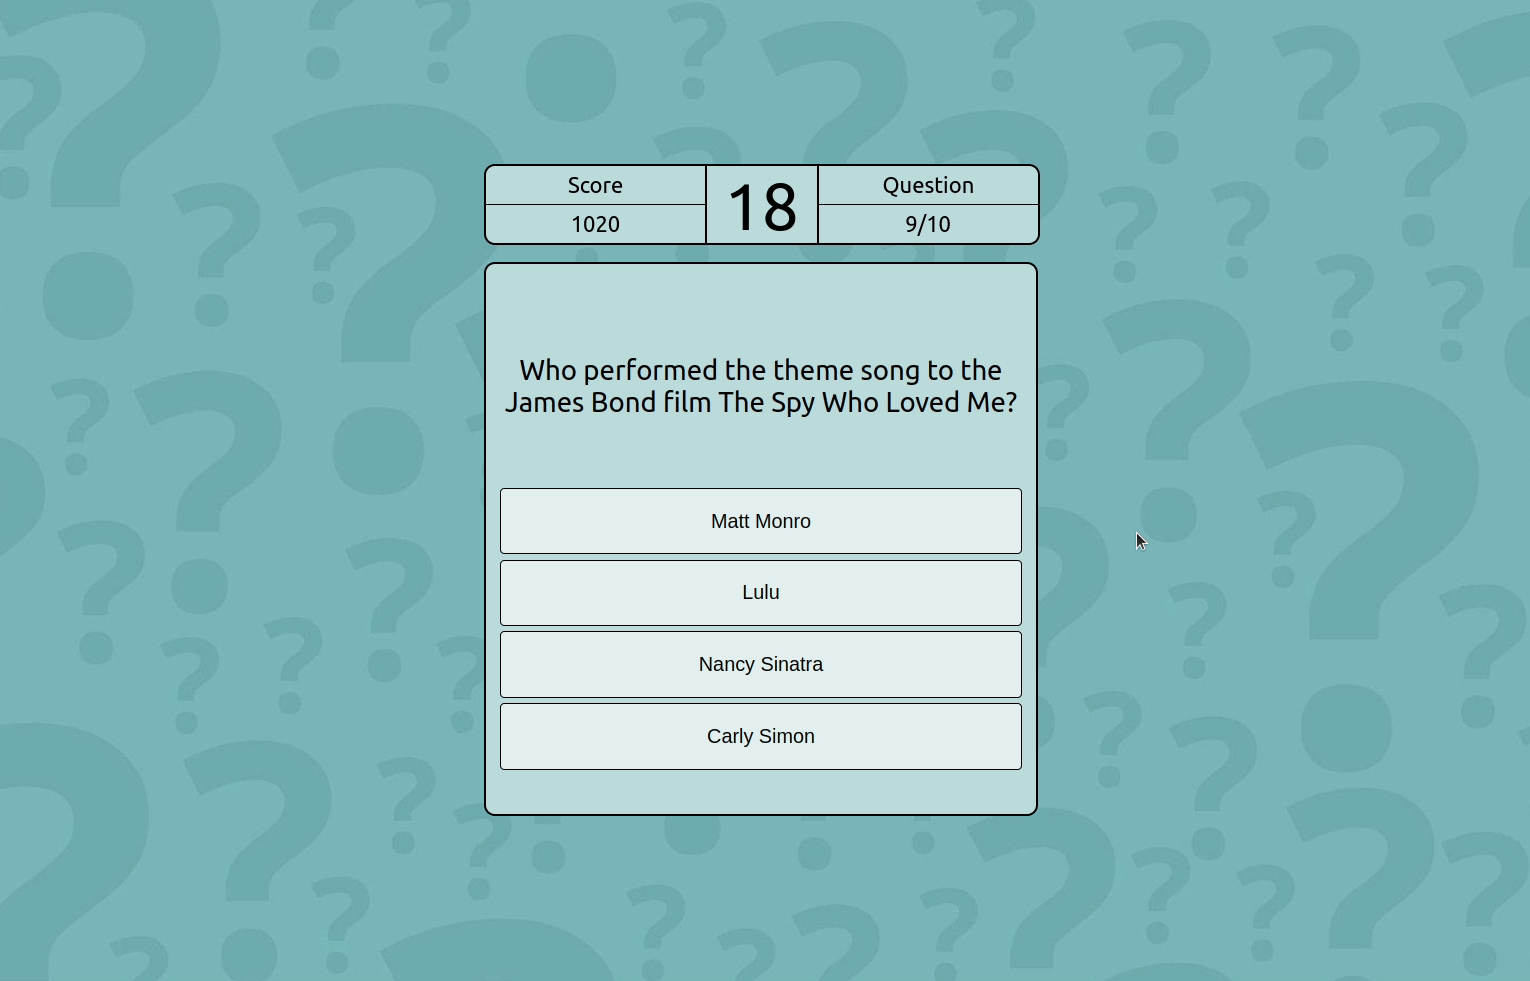 Score
1020
18
Question
9/10
Who performed the theme song to the
James Bond film The Spy Who Loved Me?
Matt Monro
Lulu
Nancy Sinatra
Carly Simon